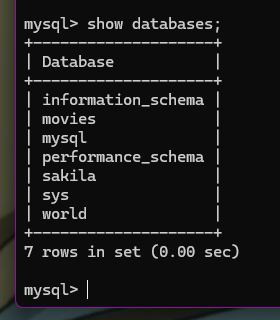 mysql> show databases;
+--------------------+
| Database           |
+--------------------+
| information_schema |
| movies             |
| mysql              |
| performance_schema |
| sakila             |
| sys                |
| world              |
+--------------------+
7 rows in set (0.00 sec)

mysql>